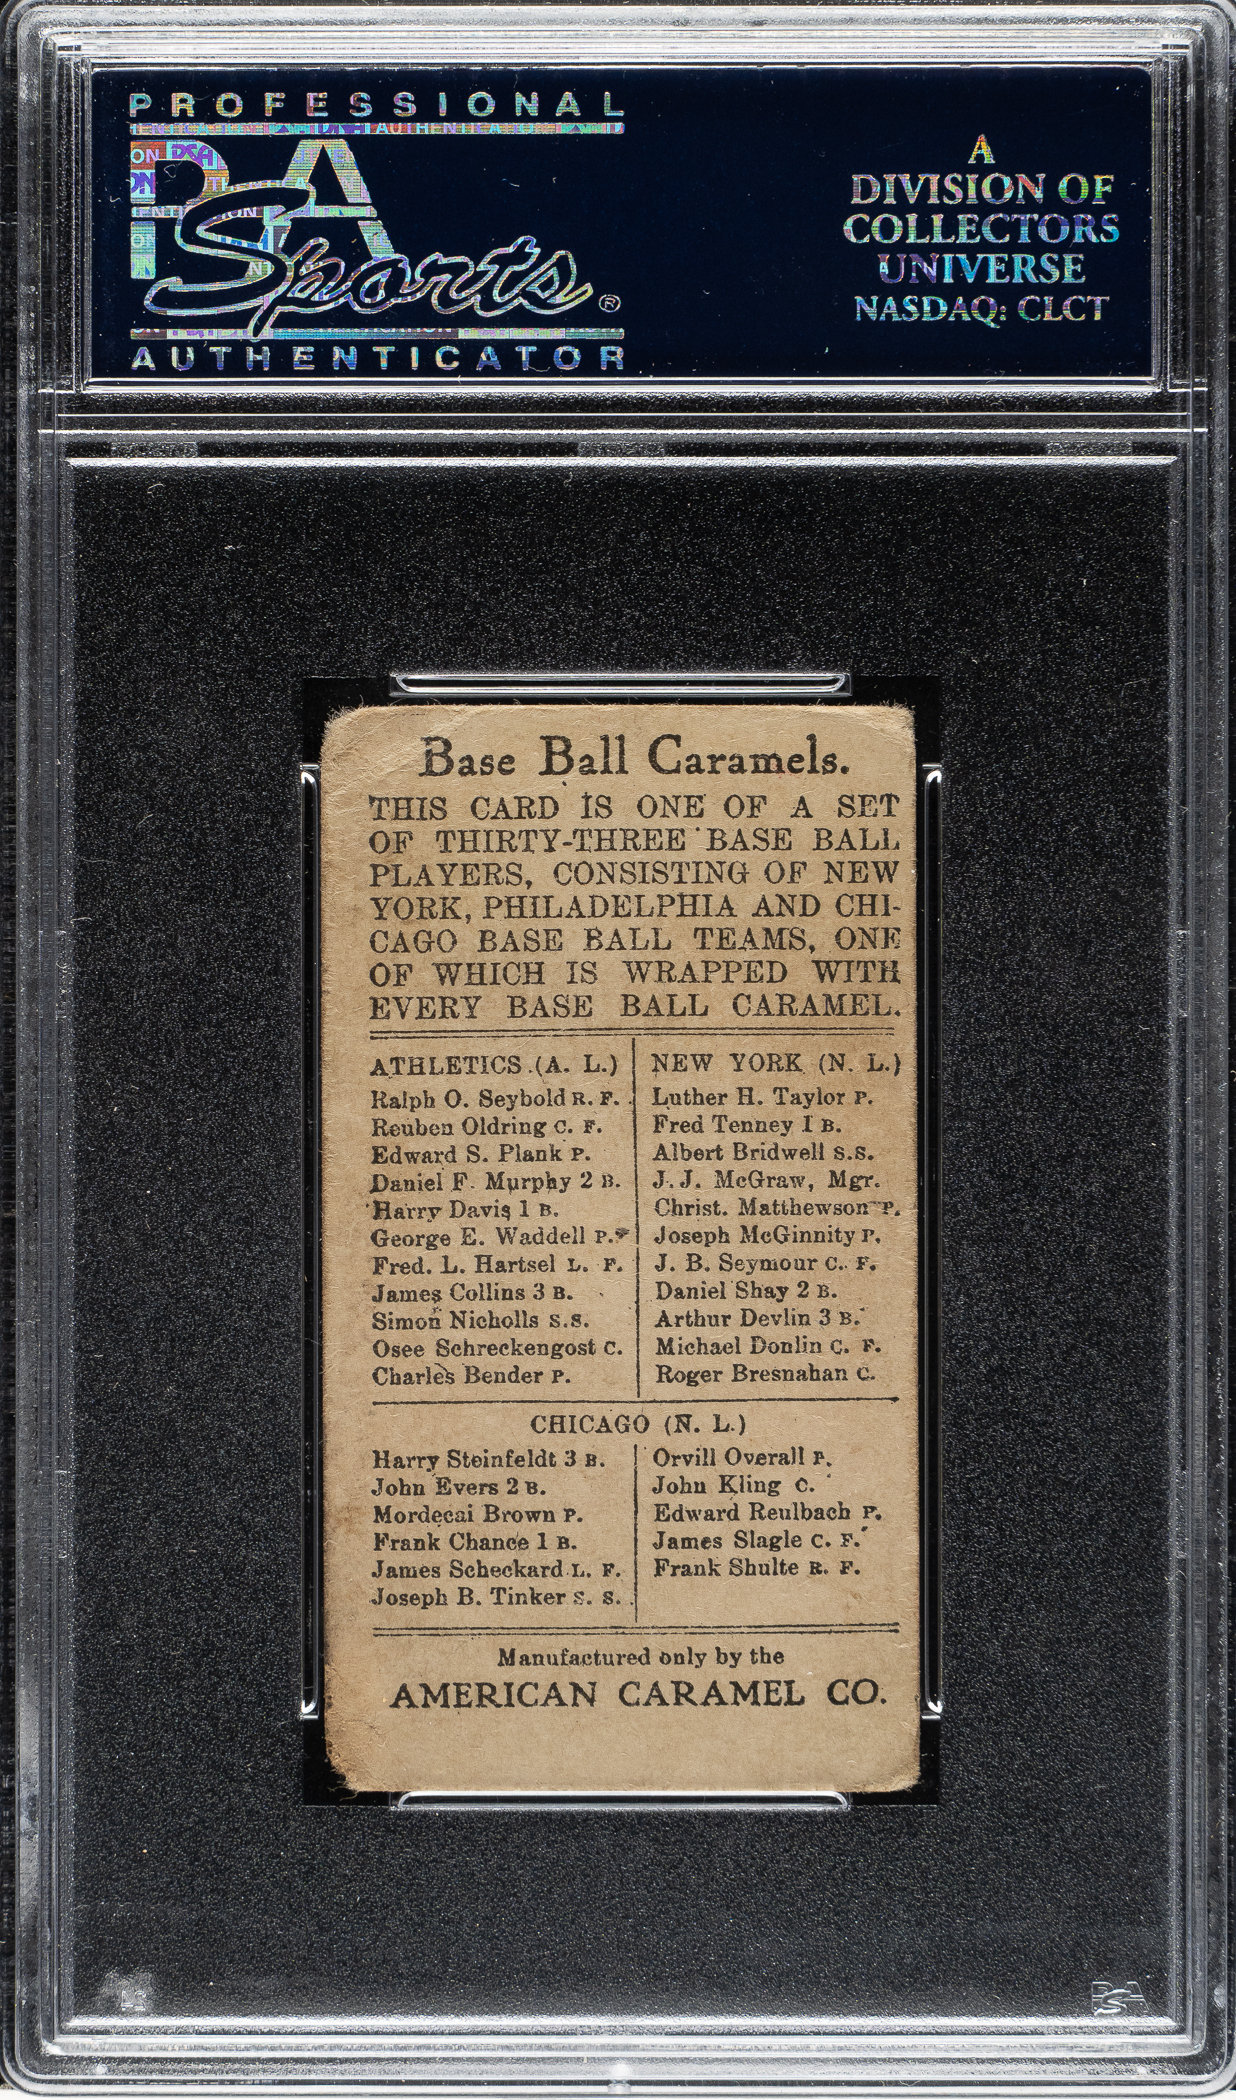 PROFESSIONAL
PSA
Sports ®
AUTHENTICATOR
A
DIVISION OF
COLLECTORS
UNIVERSE
NASDAQ: CLCT
Base Ball Caramels.
THIS CARD IS ONE OF A SET
OF THIRTY-THREE BASE BALL
PLAYERS, CONSISTING OF NEW
YORK, PHILADELPHIA AND CHI-
CAGO BASE BALL TEAMS, ONE
OF WHICH IS WRAPPED WITH
EVERY BASE BALL CARAMEL.
ATHLETICS (A. L.)
Ralph O. Seybold R. F.
Reuben Oldring C. F.
Edward S. Plank P.
Daniel F. Murphy 2 B.
Harry Davis 1 B.
George E. Waddell P.
Fred. L. Hartsel L. F.
James Collins 3 B.
Simon Nicholls S.S.
Osee Schreckengost C.
Charles Bender P.
NEW YORK (N. L.)
Luther H. Taylor P.
Fred Tenney 1 B.
Albert Bridwell S.S.
J. J. McGraw, Mgr.
Christ. Matthewson P.
Joseph McGinnity P.
J. B. Seymour C. F.
Daniel Shay 2 B.
Arthur Devlin 3 B.
Michael Donlin C. F.
Roger Bresnahan C.
CHICAGO (N. L.)
Harry Steinfeldt 3 B.
John Evers 2 B.
Mordecai Brown P.
Frank Chance 1 B.
James Scheckard L. F.
Joseph B. Tinker S. S.
Orvill Overall P.
John Kling C.
Edward Reulbach P.
James Slagle C. F.
Frank Shulte R. F.
Manufactured only by the
AMERICAN CARAMEL CO.
PSA